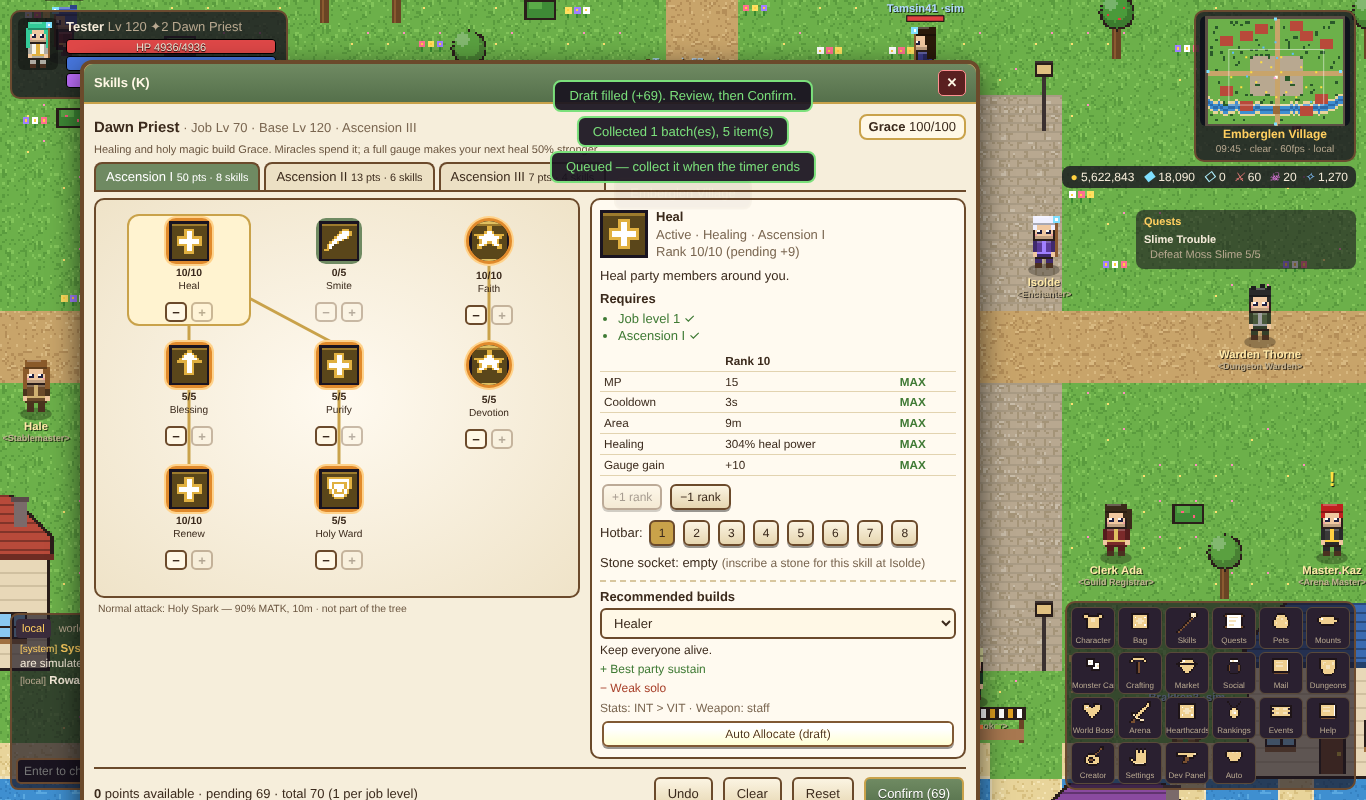 Tester Lv 120 ✦2 Dawn Priest
HP 4936/4936
Tamsin41 ·sim
Emberglen Village
09:45 · clear · 60fps · local
5,622,843 18,090 0 60 20 1,270
Quests
Slime Trouble
Defeat Moss Slime 5/5
Skills (K)
×
Draft filled (+69). Review, then Confirm.
Collected 1 batch(es), 5 item(s)
Queued — collect it when the timer ends
Dawn Priest · Job Lv 70 · Base Lv 120 · Ascension III
Grace 100/100
Healing and holy magic build Grace. Miracles spend it; a full gauge makes your next heal 50% stronger.
Ascension I 50 pts · 8 skills
Ascension II 13 pts · 6 skills
Ascension III 7 pts
10/10
Heal
− +
0/5
Smite
− +
10/10
Faith
− +
5/5
Blessing
− +
5/5
Purify
− +
5/5
Devotion
− +
10/10
Renew
− +
5/5
Holy Ward
− +
Normal attack: Holy Spark — 90% MATK, 10m · not part of the tree
Heal
Active · Healing · Ascension I
Rank 10/10 (pending +9)
Heal party members around you.
Requires
• Job level 1 ✓
• Ascension I ✓
Rank 10
MP 15 MAX
Cooldown 3s MAX
Area 9m MAX
Healing 304% heal power MAX
Gauge gain +10 MAX
+1 rank −1 rank
Hotbar: 1 2 3 4 5 6 7 8
Stone socket: empty (inscribe a stone for this skill at Isolde)
Recommended builds
Healer
Keep everyone alive.
+ Best party sustain
− Weak solo
Stats: INT > VIT · Weapon: staff
Auto Allocate (draft)
0 points available · pending 69 · total 70 (1 per job level)
Undo Clear Reset Confirm (69)
Isolde
<Enchanter>
Warden Thorne
<Dungeon Warden>
Hale
<Stablemaster>
!
Clerk Ada
<Guild Registrar>
Master Kaz
<Arena Master>
local
[system] Sys
are simulate
[local] Rowa
Enter to ch
Character Bag Skills Quests Pets Mounts
Monster Ca Crafting Market Social Mail Dungeons
World Boss Arena Hearthcards Rankings Events Help
Creator Settings Dev Panel Auto